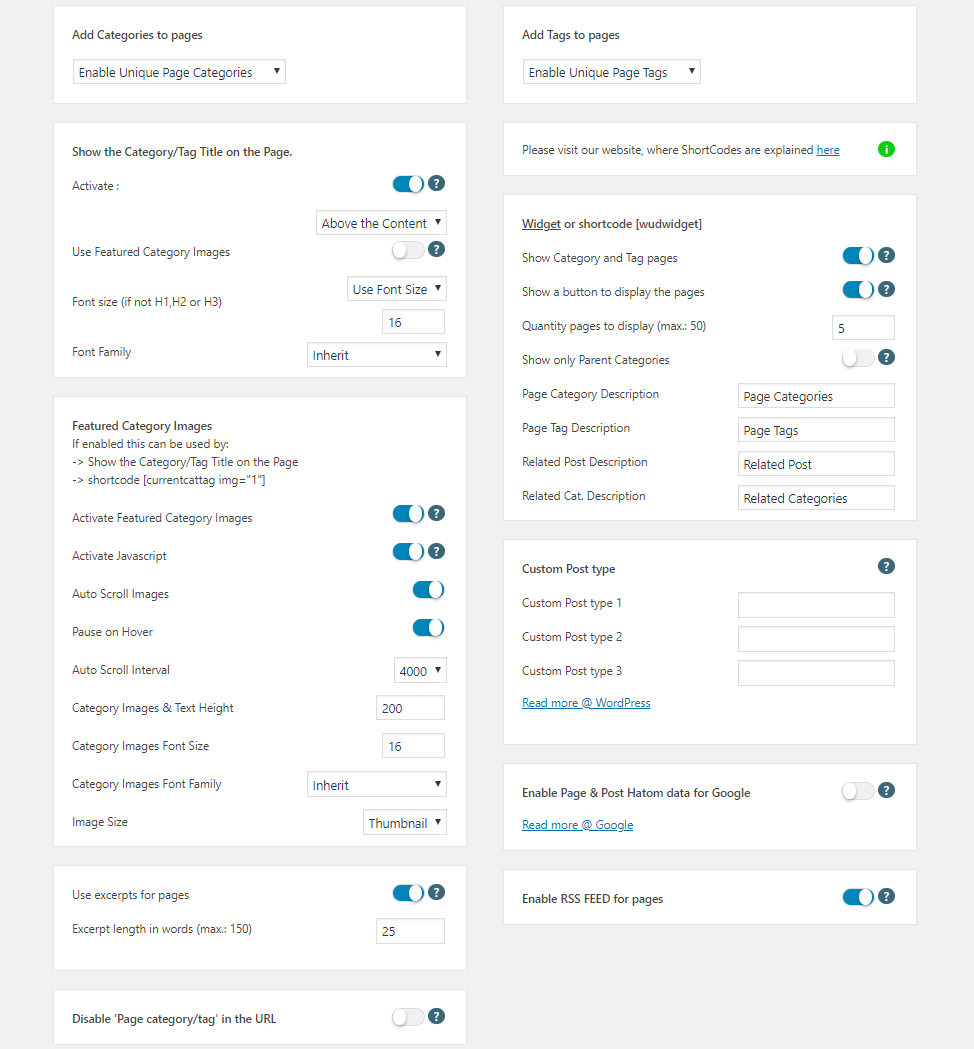 Add Categories to pages
Enable Unique Page Categories
Show the Category/Tag Title on the Page.
Activate :
Above the Content
Use Featured Category Images
Use Font Size
Font size (if not H1,H2 or H3)
16
Font Family
Inherit
Featured Category Images
If enabled this can be used by:
-> Show the Category/Tag Title on the Page
-> shortcode [currentcattag img="1"]
Activate Featured Category Images
Activate Javascript
Auto Scroll Images
Pause on Hover
Auto Scroll Interval
4000
Category Images & Text Height
200
Category Images Font Size
16
Category Images Font Family
Inherit
Image Size
Thumbnail
Use excerpts for pages
Excerpt length in words (max.: 150)
25
Disable 'Page category/tag' in the URL
Add Tags to pages
Enable Unique Page Tags
Please visit our website, where ShortCodes are explained here
Widget or shortcode [wudwidget]
Show Category and Tag pages
Show a button to display the pages
Quantity pages to display (max.: 50)
5
Show only Parent Categories
Page Category Description
Page Categories
Page Tag Description
Page Tags
Related Post Description
Related Post
Related Cat. Description
Related Categories
Custom Post type
Custom Post type 1
Custom Post type 2
Custom Post type 3
Read more @ WordPress
Enable Page & Post Hatom data for Google
Read more @ Google
Enable RSS FEED for pages